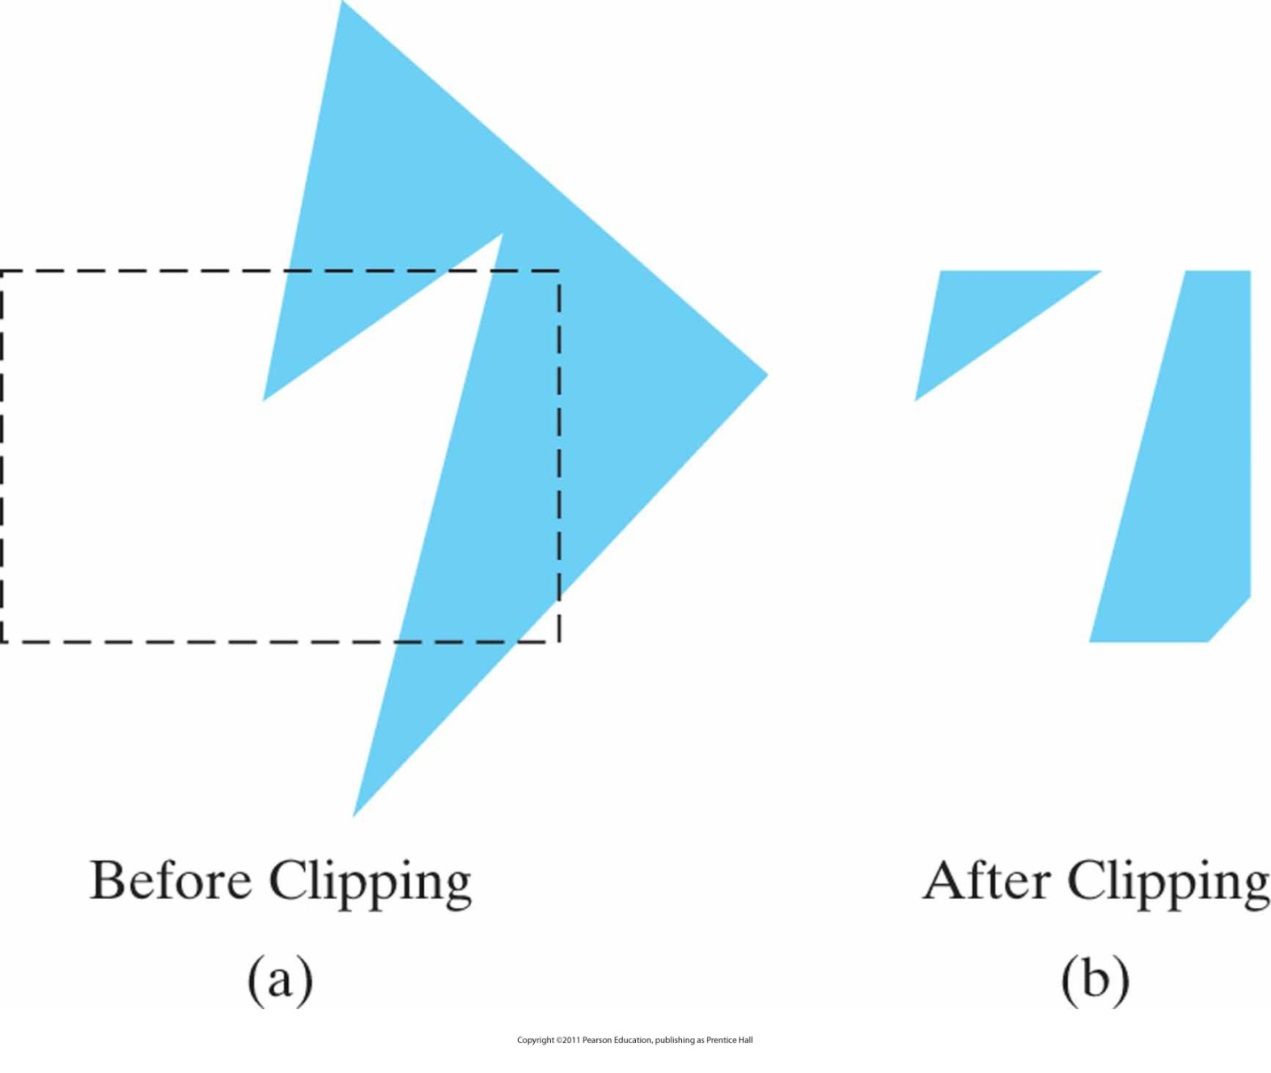 Before Clipping
After Clipping
(a)
(b)
Copyright ©2011 Pearson Education, publishing as Prentice Hall